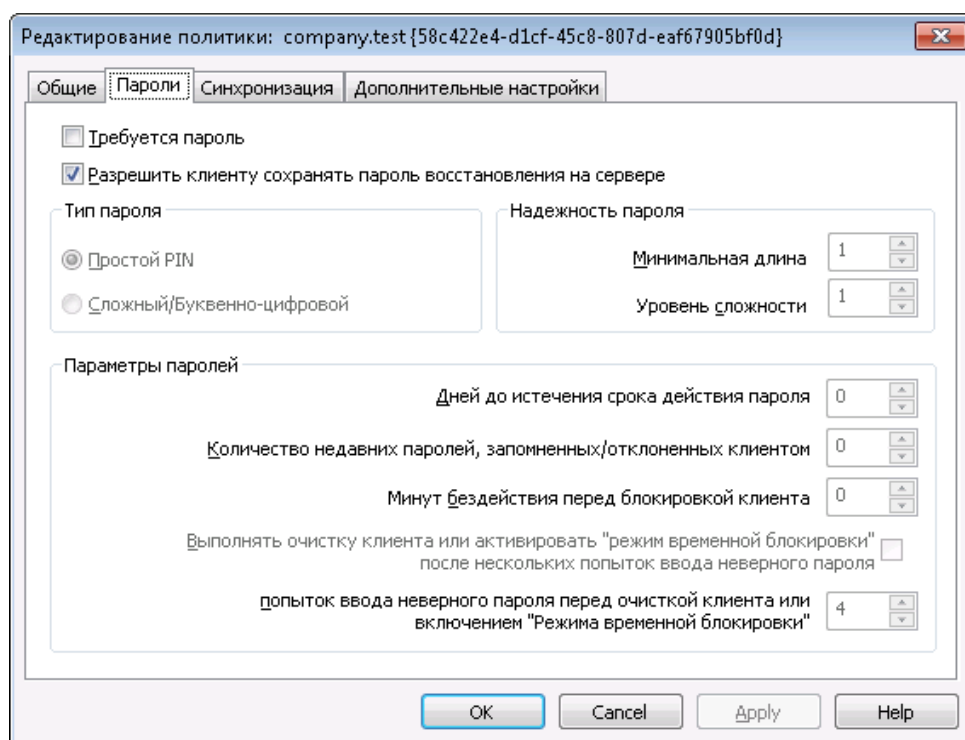 Редактирование политики: company.test {58c422e4-d1cf-45c8-807d-eaf67905bf0d}
Общие Пароли Синхронизация Дополнительные настройки
Требуется пароль
Разрешить клиенту сохранять пароль восстановления на сервере
Тип пароля
Простой PIN
Сложный/Буквенно-цифровой
Надежность пароля
Минимальная длина 1
Уровень сложности 1
Параметры паролей
Дней до истечения срока действия пароля 0
Количество недавних паролей, запомненных/отклоненных клиентом 0
Минут бездействия перед блокировкой клиента 0
Выполнять очистку клиента или активировать "режим временной блокировки"
после нескольких попыток ввода неверного пароля
попыток ввода неверного пароля перед очисткой клиента или
включением "Режима временной блокировки" 4
OK Cancel Apply Help